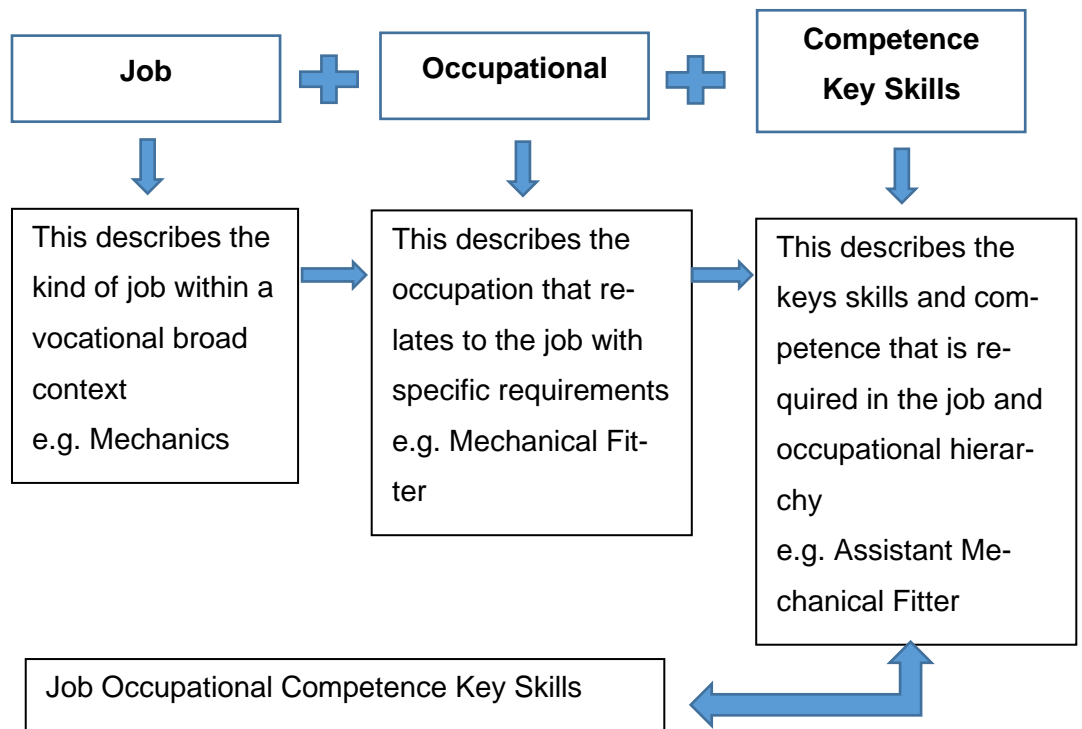 Job
Occupational
Competence
Key Skills
This describes the
kind of job within a
vocational broad
context
e.g. Mechanics
This describes the
occupation that re-
lates to the job with
specific requirements
e.g. Mechanical Fit-
ter
This describes the
keys skills and com-
petence that is re-
quired in the job and
occupational hierar-
chy
e.g. Assistant Me-
chanical Fitter
Job Occupational Competence Key Skills